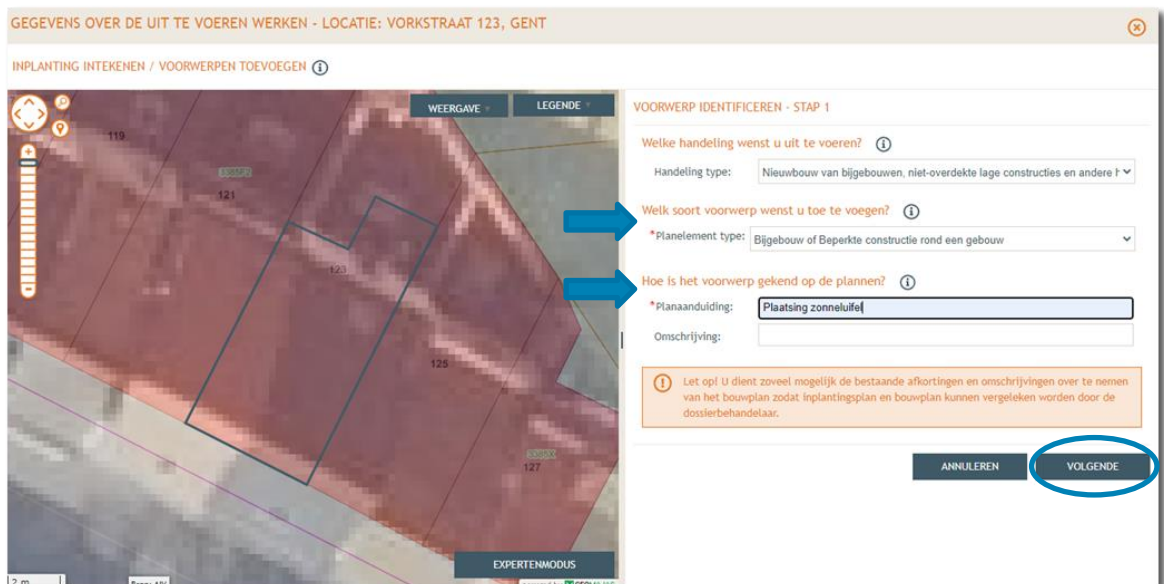 GEGEVENS OVER DE UIT TE VOEREN WERKEN - LOCATIE: VORKSTRAAT 123, GENT
INPLANTING INTEKENEN / VOORWERPEN TOEVOEGEN
WEERGAVE
LEGENDE
119
121
123
125
127
EXPERTENMODUS
2 m
VOORWERP IDENTIFICEREN - STAP 1
Welke handeling wenst u uit te voeren?
Handeling type: Nieuwbouw van bijgebouwen, niet-overdekte lage constructies en andere h
Welk soort voorwerp wenst u toe te voegen?
*Planelement type: Bijgebouw of Beperkte constructie rond een gebouw
Hoe is het voorwerp gekend op de plannen?
*Planaanduiding: Plaatsing zonneluifel
Omschrijving:
Let op! U dient zoveel mogelijk de bestaande afkortingen en omschrijvingen over te nemen
van het bouwplan zodat inplantingsplan en bouwplan kunnen vergeleken worden door de
dossierbehandelaar.
ANNULEREN
VOLGENDE